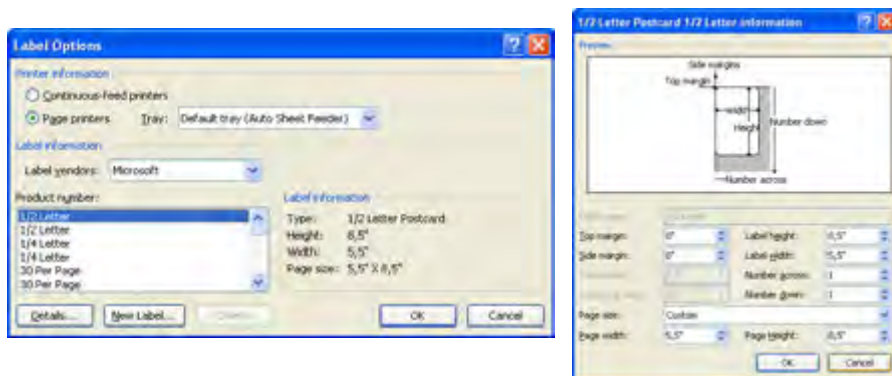 Label Options
Printer information
Continuous-feed printers
Page printers Tray: Default tray (Auto Sheet Feeder)
Label information
Label vendors: Microsoft
Product number:
1/2 Letter
1/2 Letter
1/4 Letter
1/4 Letter
30 Per Page
30 Per Page
Label information
Type: 1/2 Letter Postcard
Height: 8,5"
Width: 5,5"
Page size: 5,5" X 8,5"
Details... New Label... OK Cancel
1/2 Letter Postcard 1/2 Letter information
Preview
Side margins
Top margin
Width
Height
Number down
Number across
Top margin: 0" Label height: 8,5"
Side margin: 0" Label width: 5,5"
Number across: 1
Number down: 1
Page size: Custom
Page width: 5,5" Page Height: 8,5"
OK Cancel